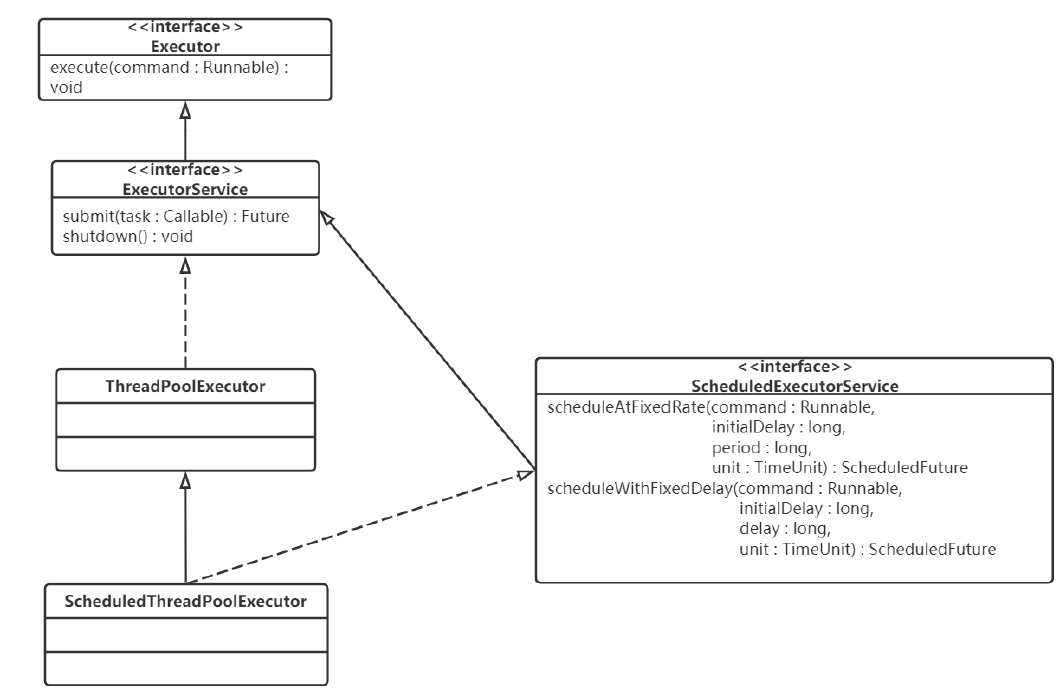 <<interface>>
Executor
execute(command : Runnable) :
void
<<interface>>
ExecutorService
submit(task : Callable) : Future
shutdown() : void
ThreadPoolExecutor
<<interface>>
ScheduledExecutorService
scheduleAtFixedRate(command : Runnable,
initialDelay : long,
period : long,
unit : TimeUnit) : ScheduledFuture
scheduleWithFixedDelay(command : Runnable,
initialDelay : long,
delay : long,
unit : TimeUnit) : ScheduledFuture
ScheduledThreadPoolExecutor